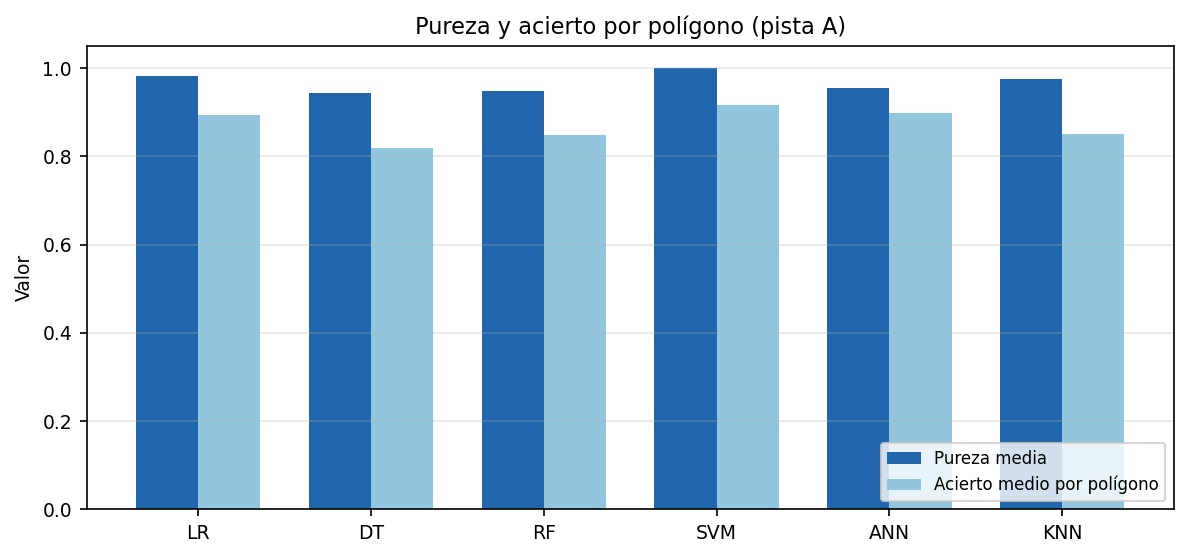 Pureza y acierto por polígono (pista A)
1.0
0.8
0.6
0.4
0.2
0.0
Valor
Pureza media
Acierto medio por polígono
LR DT RF SVM ANN KNN